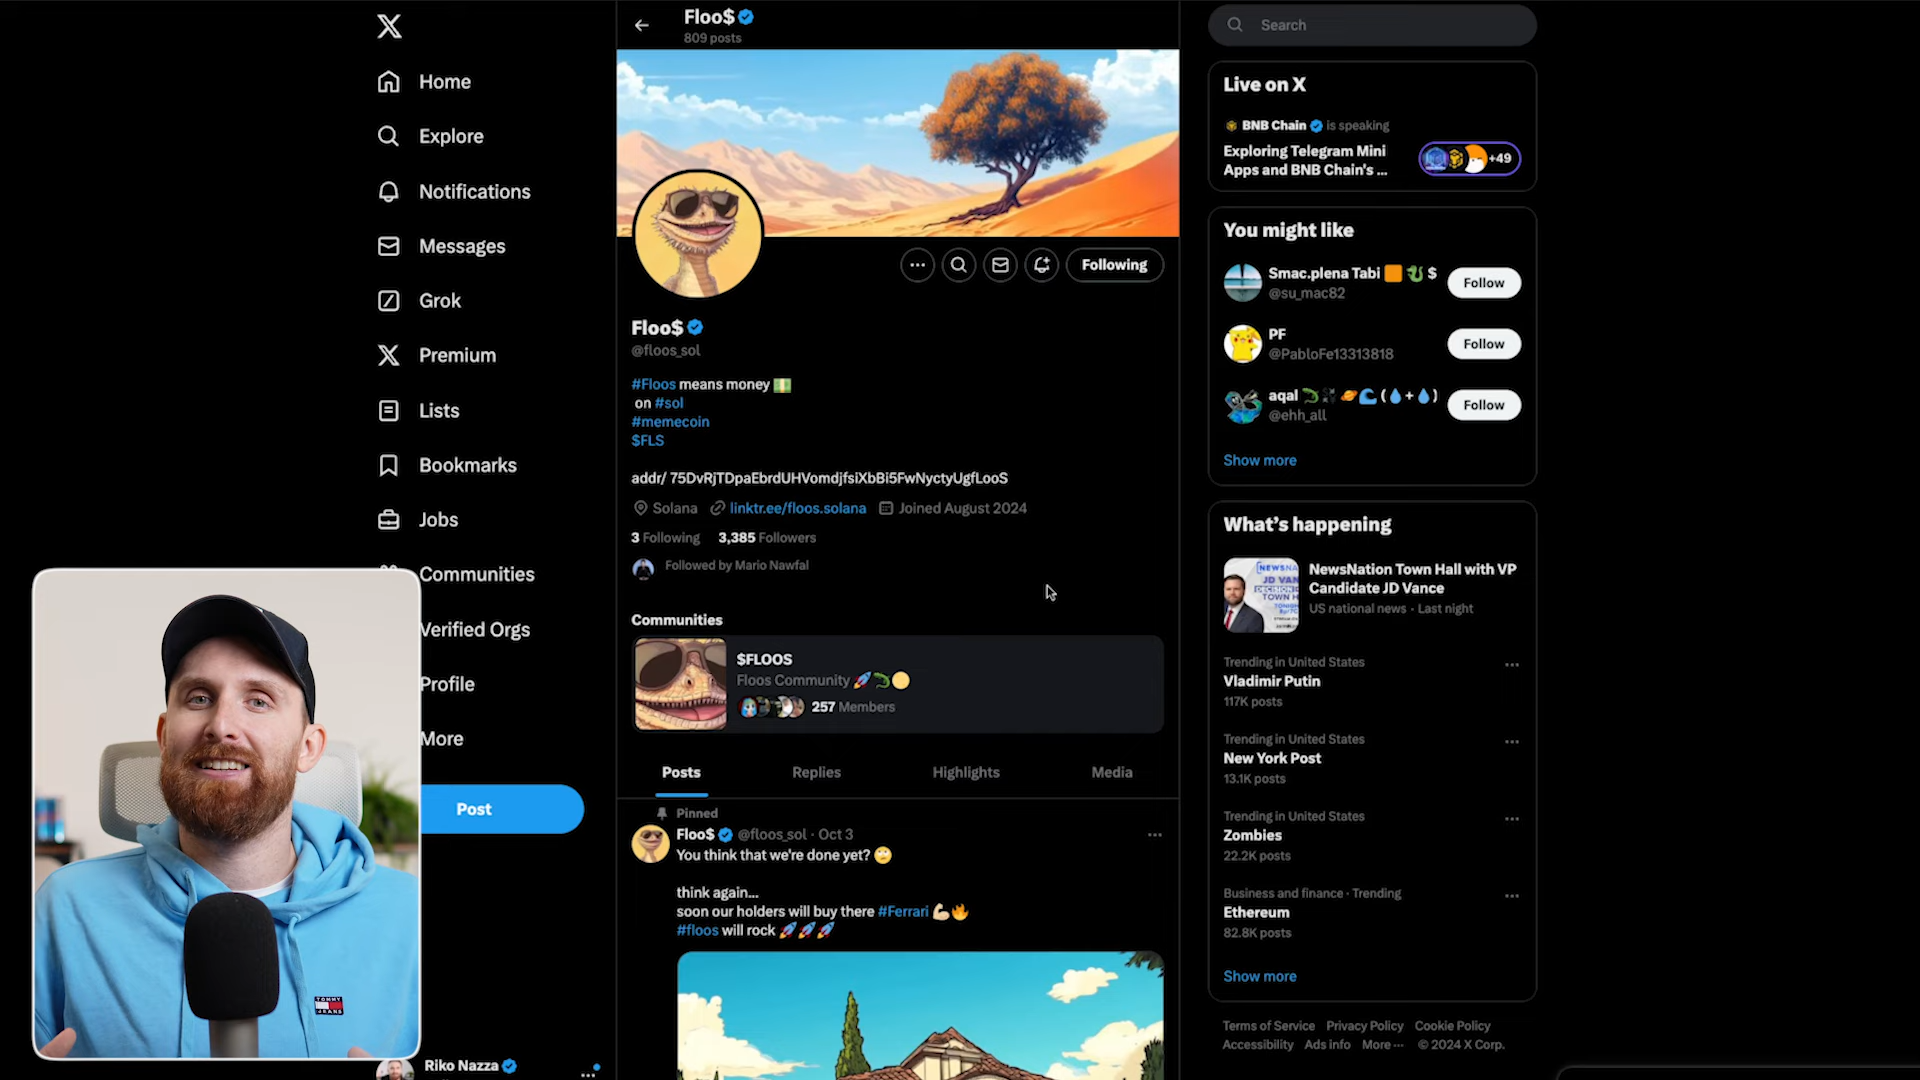 Home
Explore
Notifications
Messages
Grok
Premium
Lists
Bookmarks
Jobs
Communities
Verified Orgs
Profile
More
Post
Riko Nazza
TOMMY
JEANS
Floo$
809 posts
Following
Floo$
@floos_sol
#Floos means money
on #sol
#memecoin
$FLS
addr/ 75DvRjTDpaEbrdUHVomdjfsiXbBi5FwNyctyUgfLooS
Solana linktr.ee/floos.solana Joined August 2024
3 Following 3,385 Followers
Followed by Mario Nawfal
Communities
$FLOOS
Floos Community
257 Members
Posts Replies Highlights Media
Pinned
Floo$ @floos_sol · Oct 3
You think that we're done yet?
think again...
soon our holders will buy there #Ferrari
#floos will rock
Search
Live on X
BNB Chain is speaking
Exploring Telegram Mini
Apps and BNB Chain's ...
+49
You might like
Smac.plena Tabi $
@su_mac82
Follow
PF
@PabloFe13313818
Follow
aqal ( + )
@ehh_all
Follow
Show more
What's happening
NewsNation Town Hall with VP
Candidate JD Vance
US national news · Last night
Trending in United States
Vladimir Putin
117K posts
Trending in United States
New York Post
13.1K posts
Trending in United States
Zombies
22.2K posts
Business and finance · Trending
Ethereum
82.8K posts
Show more
Terms of Service Privacy Policy Cookie Policy
Accessibility Ads info More ··· © 2024 X Corp.